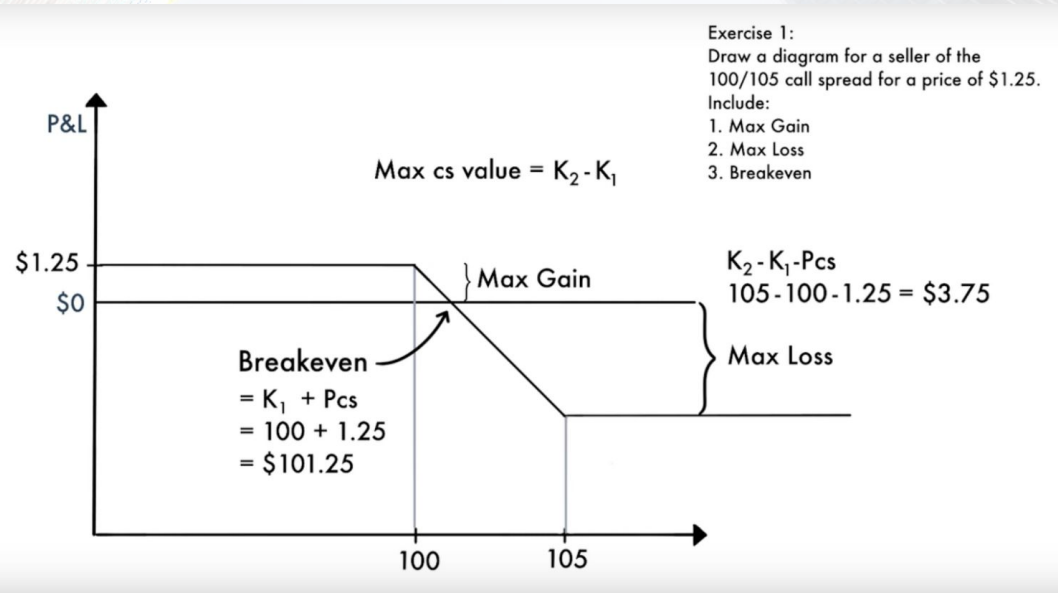 Exercise 1:
Draw a diagram for a seller of the
100/105 call spread for a price of $1.25.
Include:
1. Max Gain
2. Max Loss
3. Breakeven
P&L
Max cs value = K₂ - K₁
$1.25
$0
Max Gain
K₂ - K₁ - Pcs
105 - 100 - 1.25 = $3.75
Max Loss
Breakeven
= K₁ + Pcs
= 100 + 1.25
= $101.25
100
105